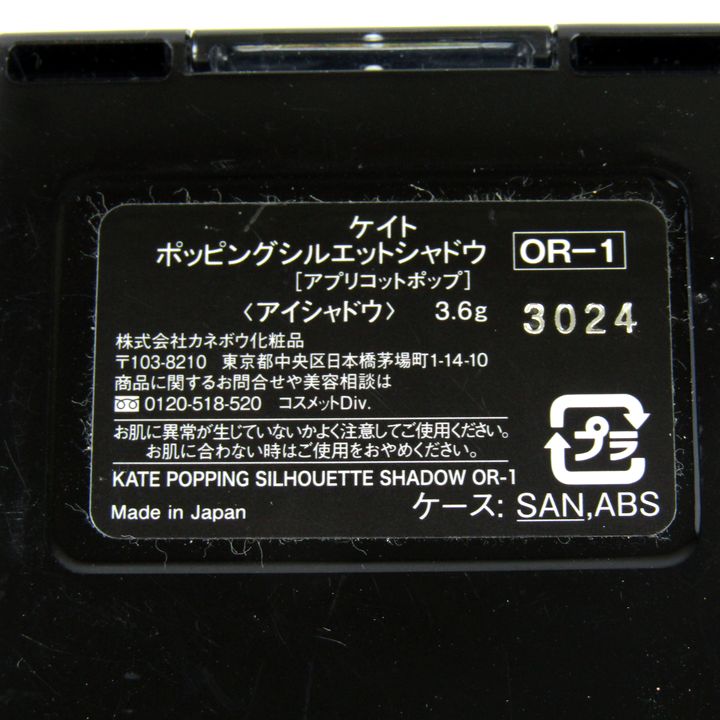 ケイト
ポッピングシルエットシャドウ OR-1
[アプリコットポップ]
〈アイシャドウ〉 3.6g
3024
株式会社カネボウ化粧品
〒103-8210 東京都中央区日本橋茅場町1-14-10
商品に関するお問合せや美容相談は
0120-518-520 コスメットDiv.
お肌に異常が生じていないかよく注意してご使用ください。
お肌に合わない時はご使用をおやめください。
プラ
KATE POPPING SILHOUETTE SHADOW OR-1
Made in Japan
ケース: SAN,ABS